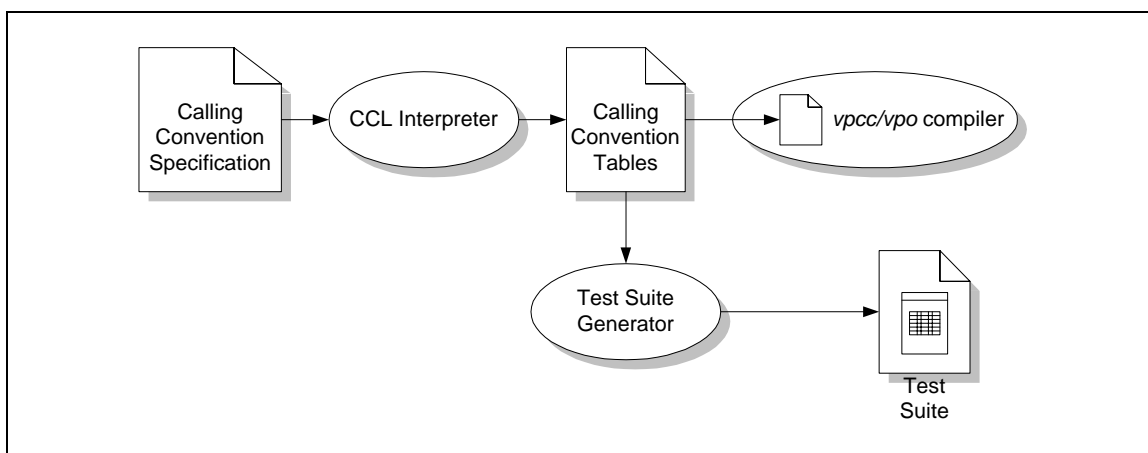 Calling
Convention
Specification
CCL Interpreter
Calling
Convention
Tables
vpcc/vpo compiler
Test Suite
Generator
Test
Suite